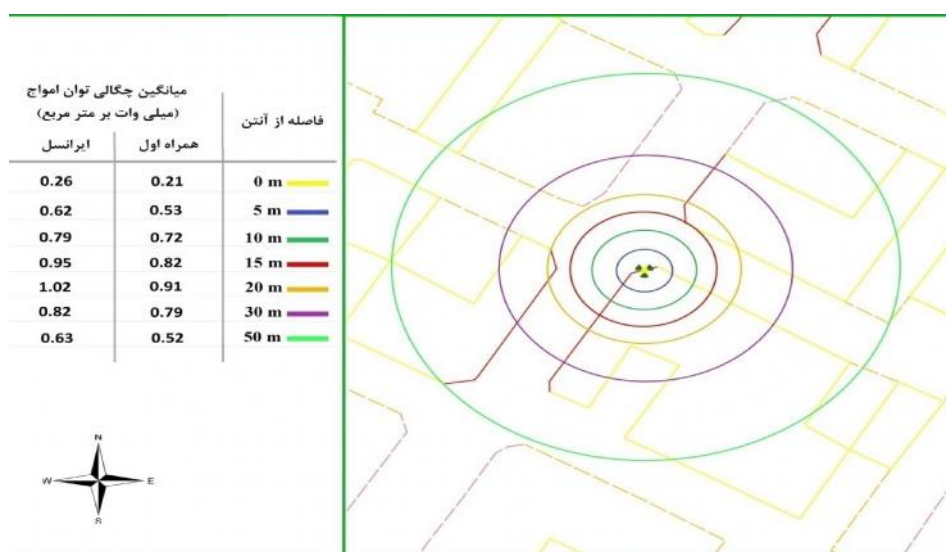 میانگین چگالی توان امواج
(میلی وات بر متر مربع)
فاصله از آنتن
همراه اول ایرانسل
0 m 0.21 0.26
5 m 0.53 0.62
10 m 0.72 0.79
15 m 0.82 0.95
20 m 0.91 1.02
30 m 0.79 0.82
50 m 0.52 0.63
N
W E
S